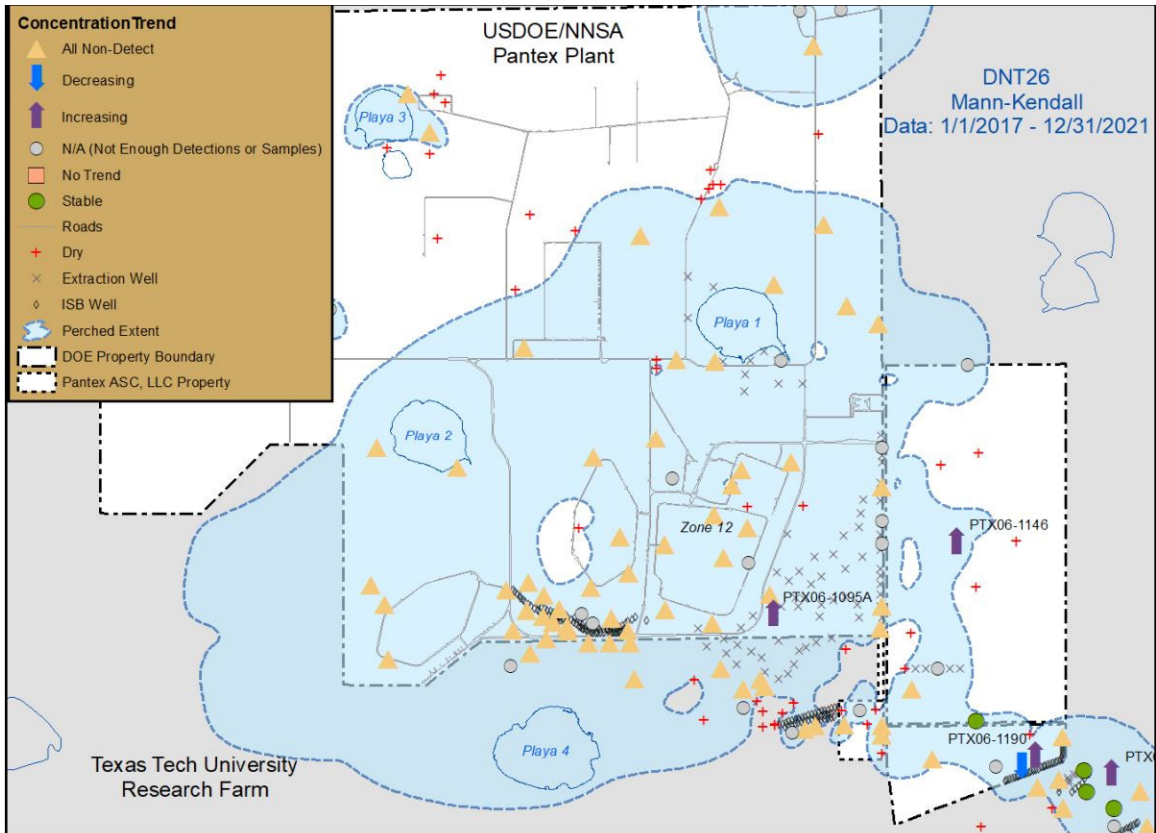 ConcentrationTrend
All Non-Detect
Decreasing
Increasing
N/A (Not Enough Detections or Samples)
No Trend
Stable
Roads
Dry
Extraction Well
ISB Well
Perched Extent
DOE Property Boundary
Pantex ASC, LLC Property
USDOE/NNSA
Pantex Plant
DNT26
Mann-Kendall
Data: 1/1/2017 - 12/31/2021
Playa 3
Playa 1
Playa 2
Zone 12
PTX06-1146
PTX06-1095A
PTX06-1190
PTX0
Playa 4
Texas Tech University
Research Farm